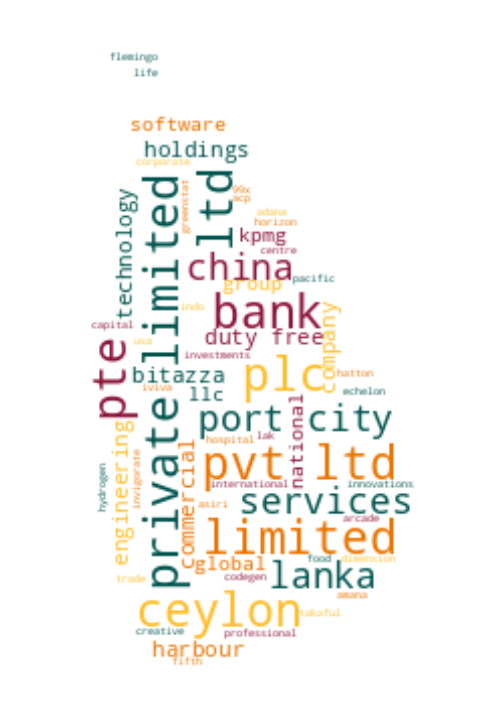 flemingo
life
software
holdings
corporate
technology
private limited
greenstat
ltd
99x
acp
adana
horizon
kpmg
centre
china
pacific
group
indo
bank
company
capital
usa
duty free
investments
pte
bitazza
plc
hatton
iviva
llc
echelon
port city
national
engineering
hospital
lak
commercial
pvt ltd
hydrogen
invigorate
international
innovations
services
asiri
arcade
limited
food
dimension
global
lanka
trade
codegen
amana
ceylon
takaful
creative
professional
harbour
fifth